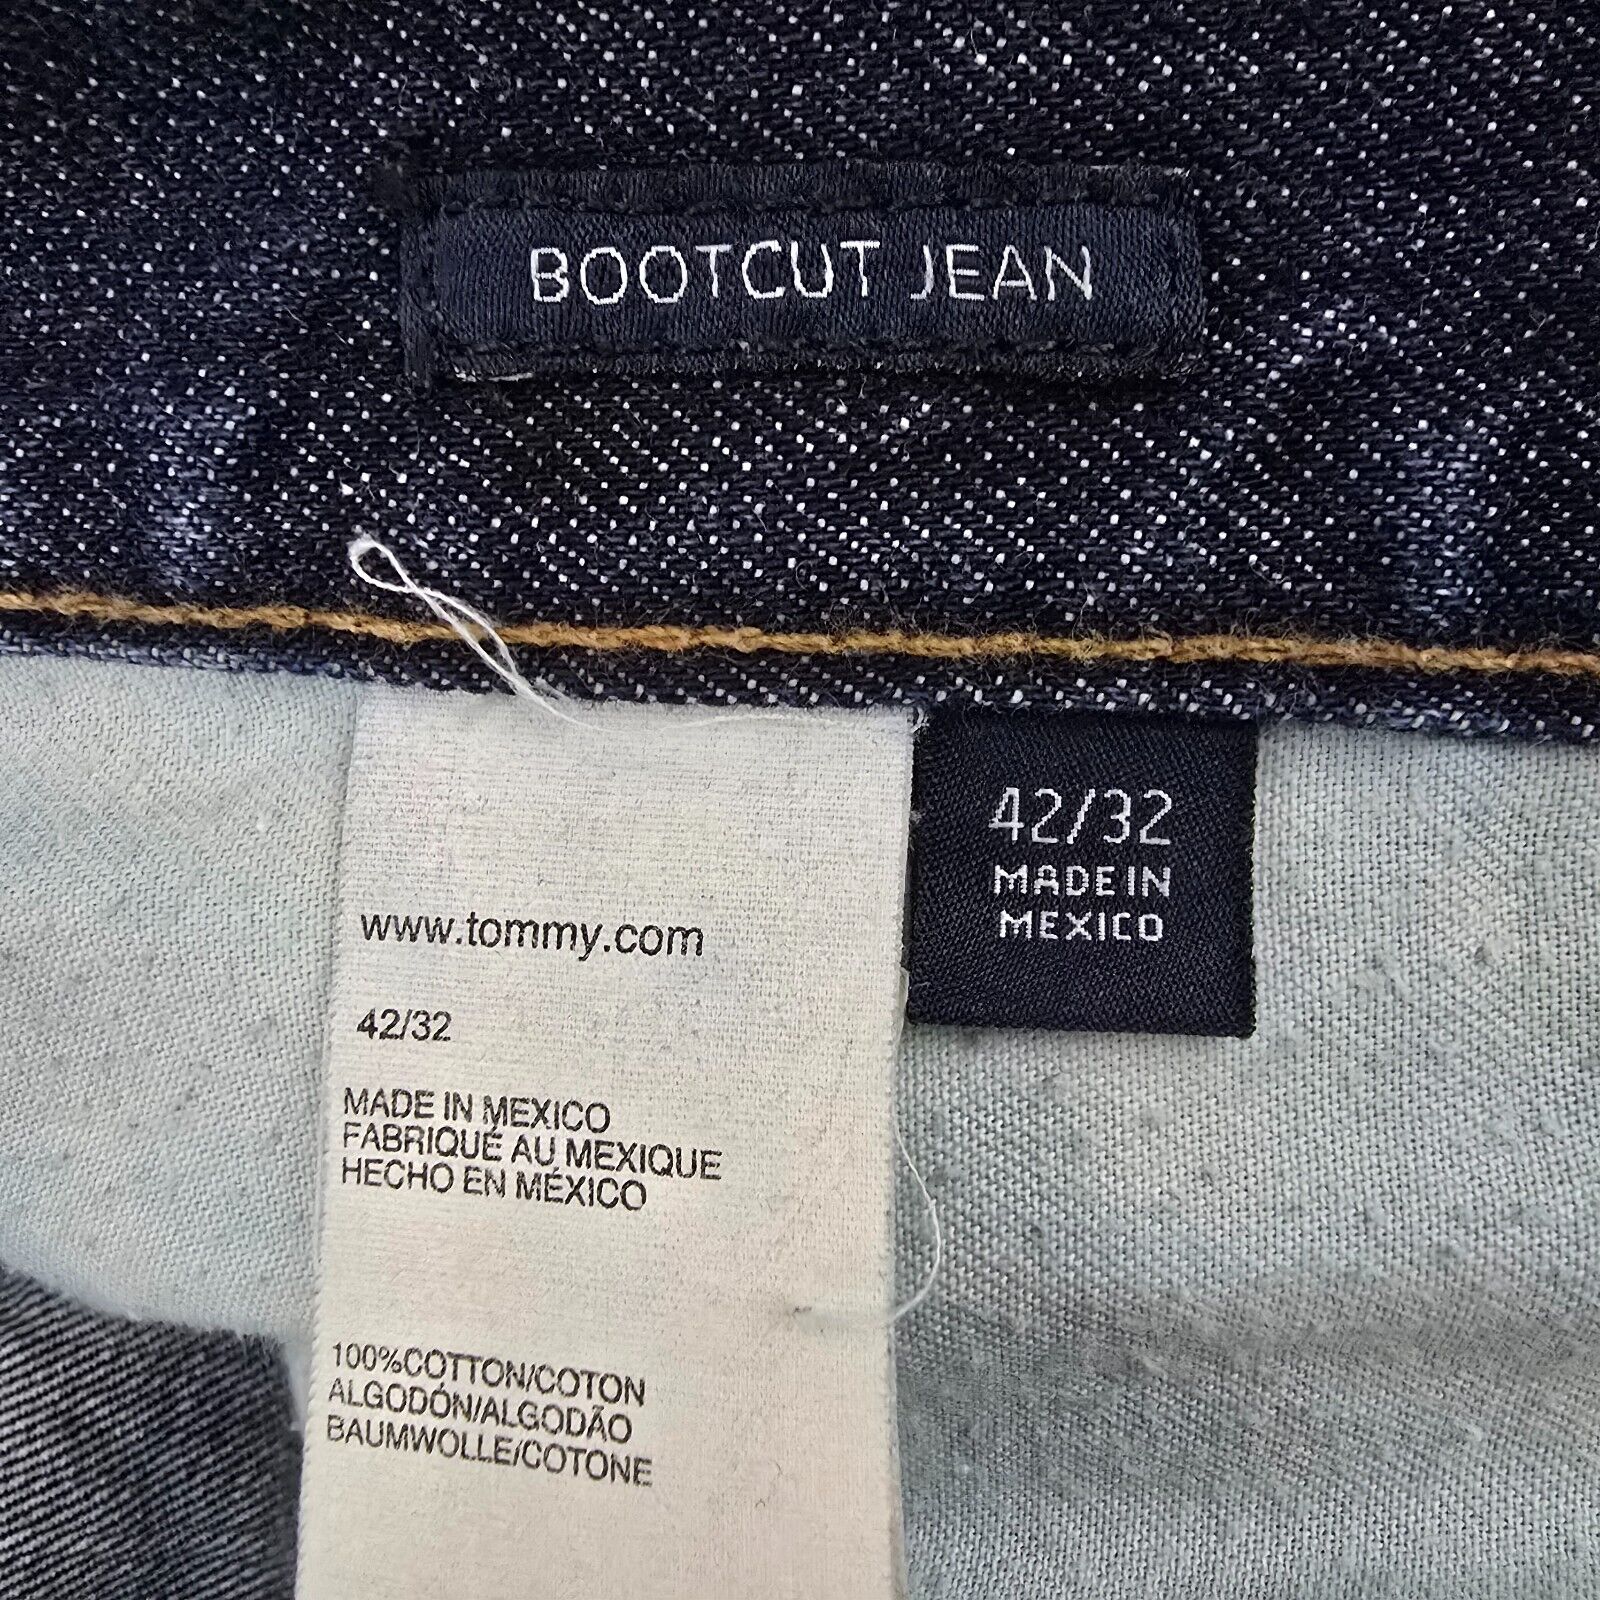 BOOTCUT JEAN
42/32
MADE IN
MEXICO
www.tommy.com
42/32
MADE IN MEXICO
FABRIQUÉ AU MEXIQUE
HECHO EN MÉXICO
100%COTTON/COTON
ALGODÓN/ALGODÃO
BAUMWOLLE/COTONE